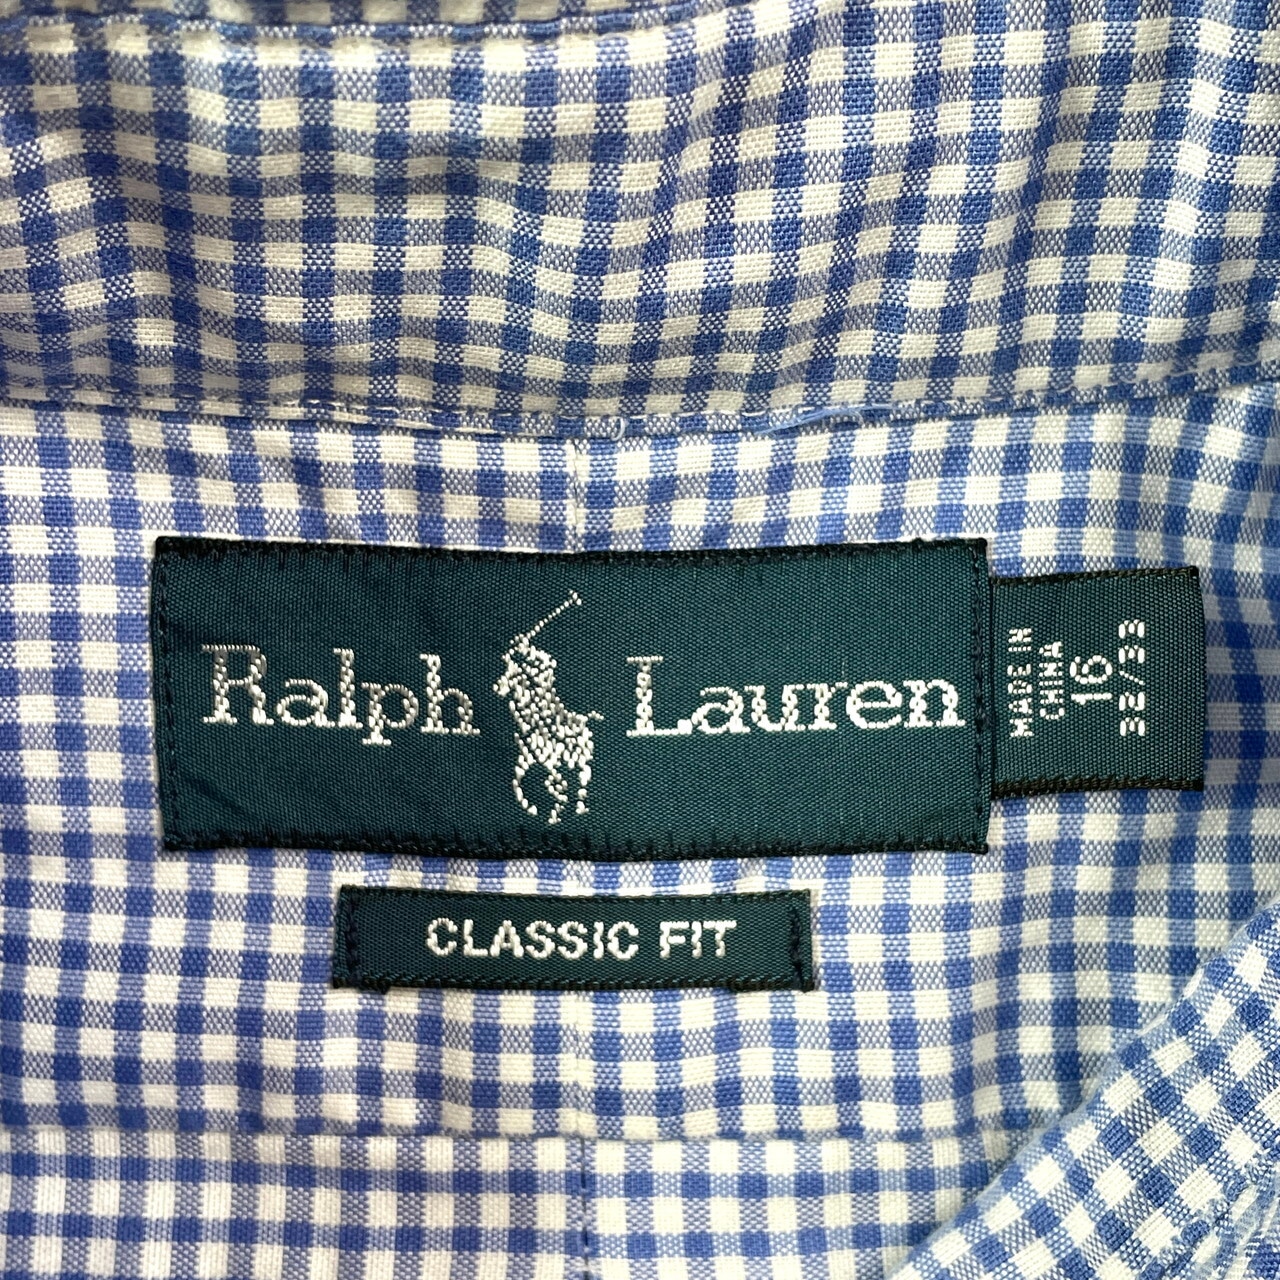 Ralph Lauren
MADE IN
CHINA
16
32/33
CLASSIC FIT